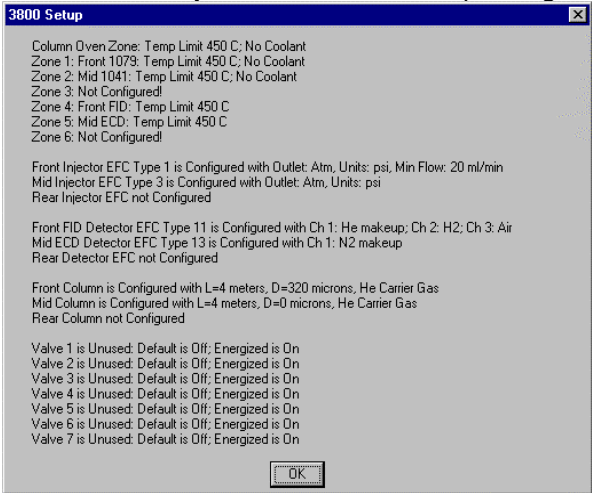 3800 Setup
Column Oven Zone: Temp Limit 450 C; No Coolant
Zone 1: Front 1079: Temp Limit 450 C; No Coolant
Zone 2: Mid 1041: Temp Limit 450 C; No Coolant
Zone 3: Not Configured!
Zone 4: Front FID: Temp Limit 450 C
Zone 5: Mid ECD: Temp Limit 450 C
Zone 6: Not Configured!
Front Injector EFC Type 1 is Configured with Outlet: Atm, Units: psi, Min Flow: 20 ml/min
Mid Injector EFC Type 3 is Configured with Outlet: Atm, Units: psi
Rear Injector EFC not Configured
Front FID Detector EFC Type 11 is Configured with Ch 1: He makeup; Ch 2: H2; Ch 3: Air
Mid ECD Detector EFC Type 13 is Configured with Ch 1: N2 makeup
Rear Detector EFC not Configured
Front Column is Configured with L=4 meters, D=320 microns, He Carrier Gas
Mid Column is Configured with L=4 meters, D=0 microns, He Carrier Gas
Rear Column not Configured
Valve 1 is Unused: Default is Off; Energized is On
Valve 2 is Unused: Default is Off; Energized is On
Valve 3 is Unused: Default is Off; Energized is On
Valve 4 is Unused: Default is Off; Energized is On
Valve 5 is Unused: Default is Off; Energized is On
Valve 6 is Unused: Default is Off; Energized is On
Valve 7 is Unused: Default is Off; Energized is On
OK